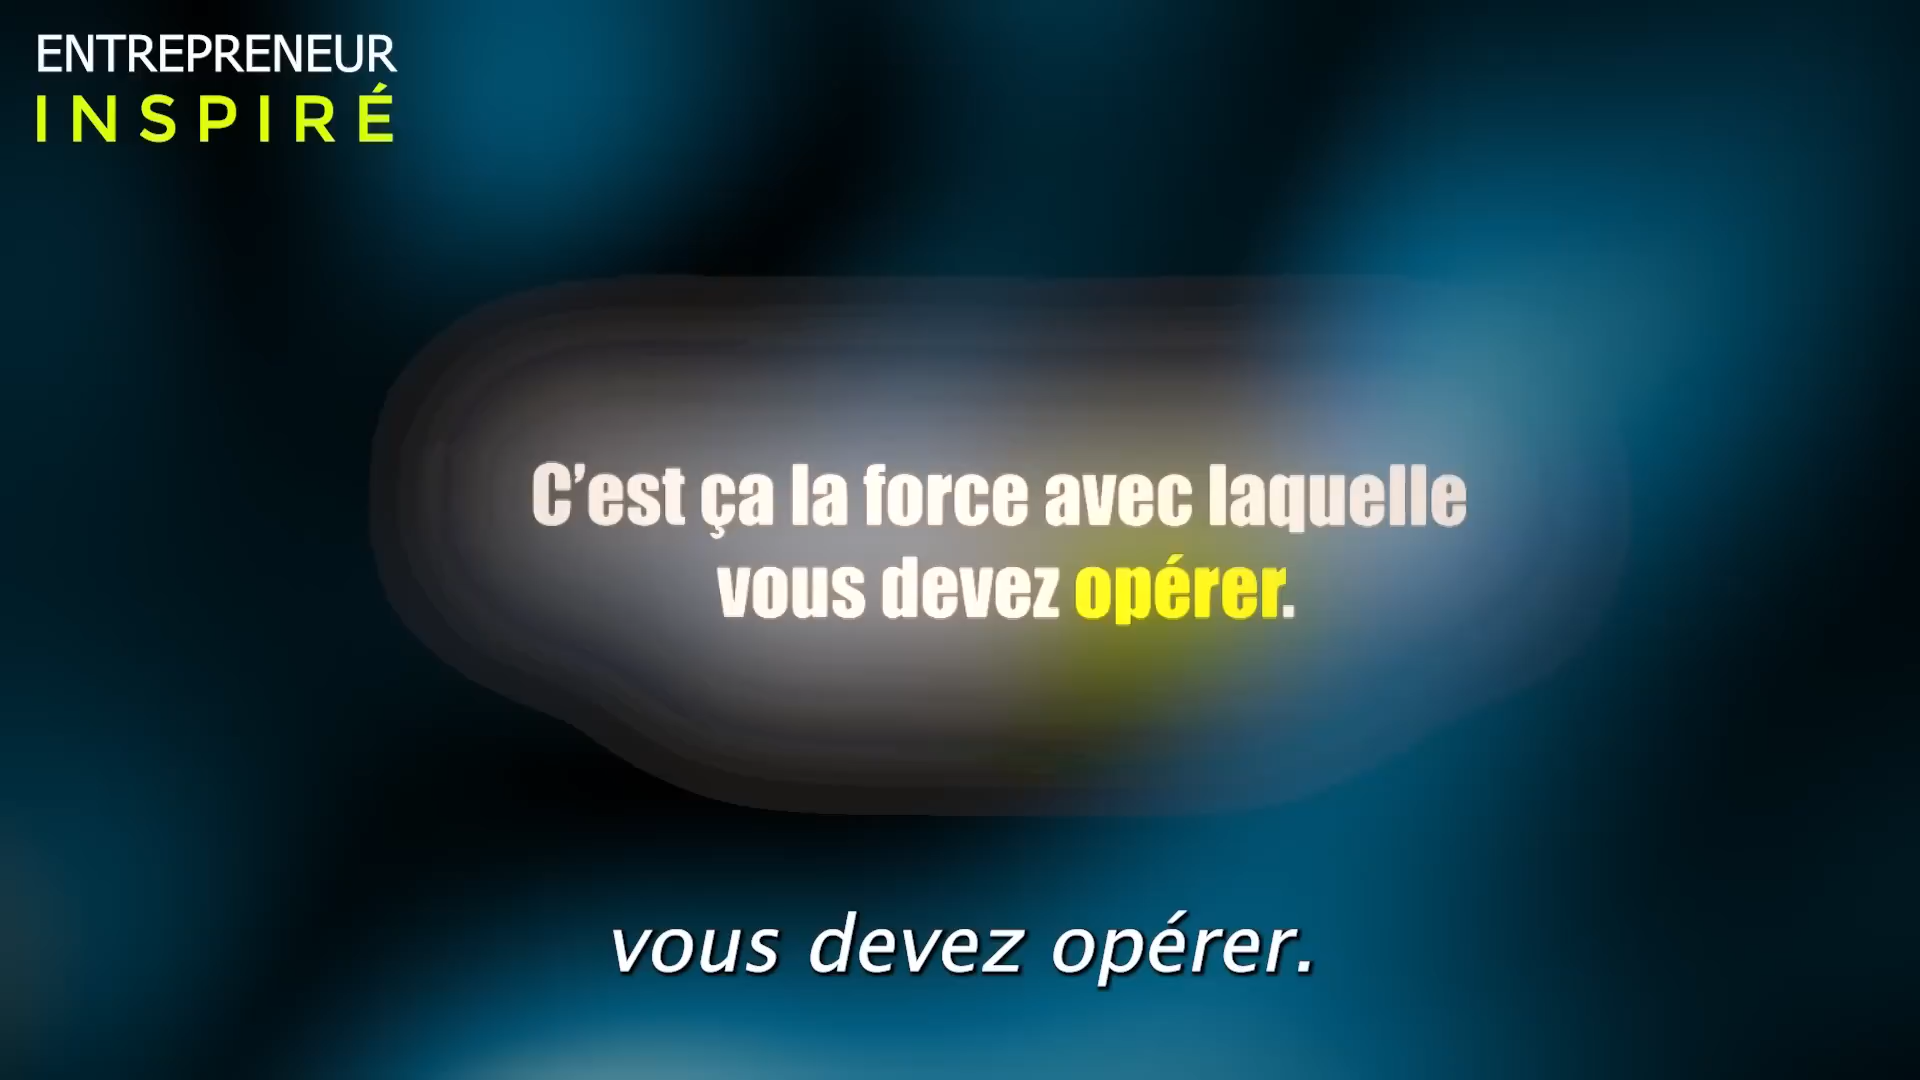 ENTREPRENEUR
INSPIRÉ
C’est ça la force avec laquelle
vous devez opérer.
vous devez opérer.